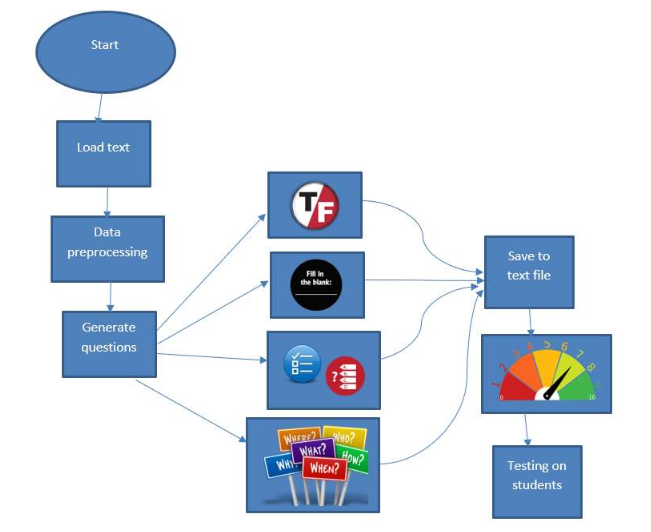 Start
Load text
Data
preprocessing
Generate
questions
T F
Fill in
the blank:
?
WHERE?
WHO?
WHAT?
HOW?
WHEN?
Save to
text file
0 1 2 3 4 5 6 7 8 9 10
Testing on
students